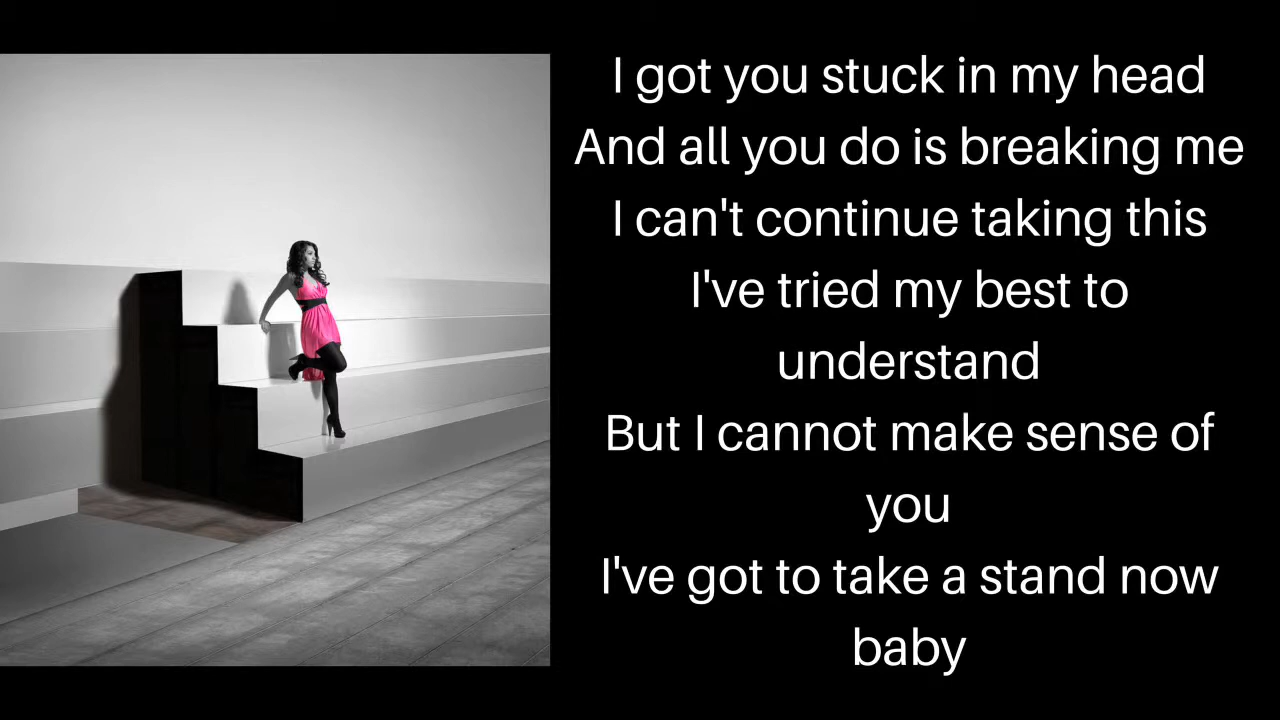 I got you stuck in my head
And all you do is breaking me
I can't continue taking this
I've tried my best to
understand
But I cannot make sense of
you
I've got to take a stand now
baby